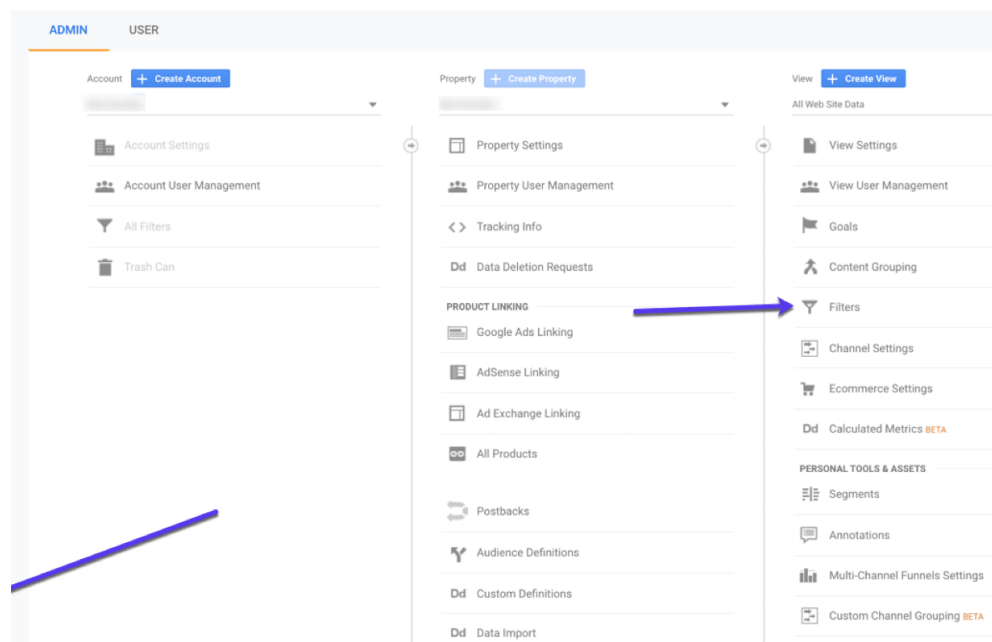 ADMIN USER
Account + Create Account
Account Settings
Account User Management
All Filters
Trash Can
Property + Create Property
Property Settings
Property User Management
Tracking Info
Dd Data Deletion Requests
PRODUCT LINKING
Google Ads Linking
AdSense Linking
Ad Exchange Linking
All Products
Postbacks
Audience Definitions
Dd Custom Definitions
Dd Data Import
View + Create View
All Web Site Data
View Settings
View User Management
Goals
Content Grouping
Filters
Channel Settings
Ecommerce Settings
Dd Calculated Metrics BETA
PERSONAL TOOLS & ASSETS
Segments
Annotations
Multi-Channel Funnels Settings
Custom Channel Grouping BETA